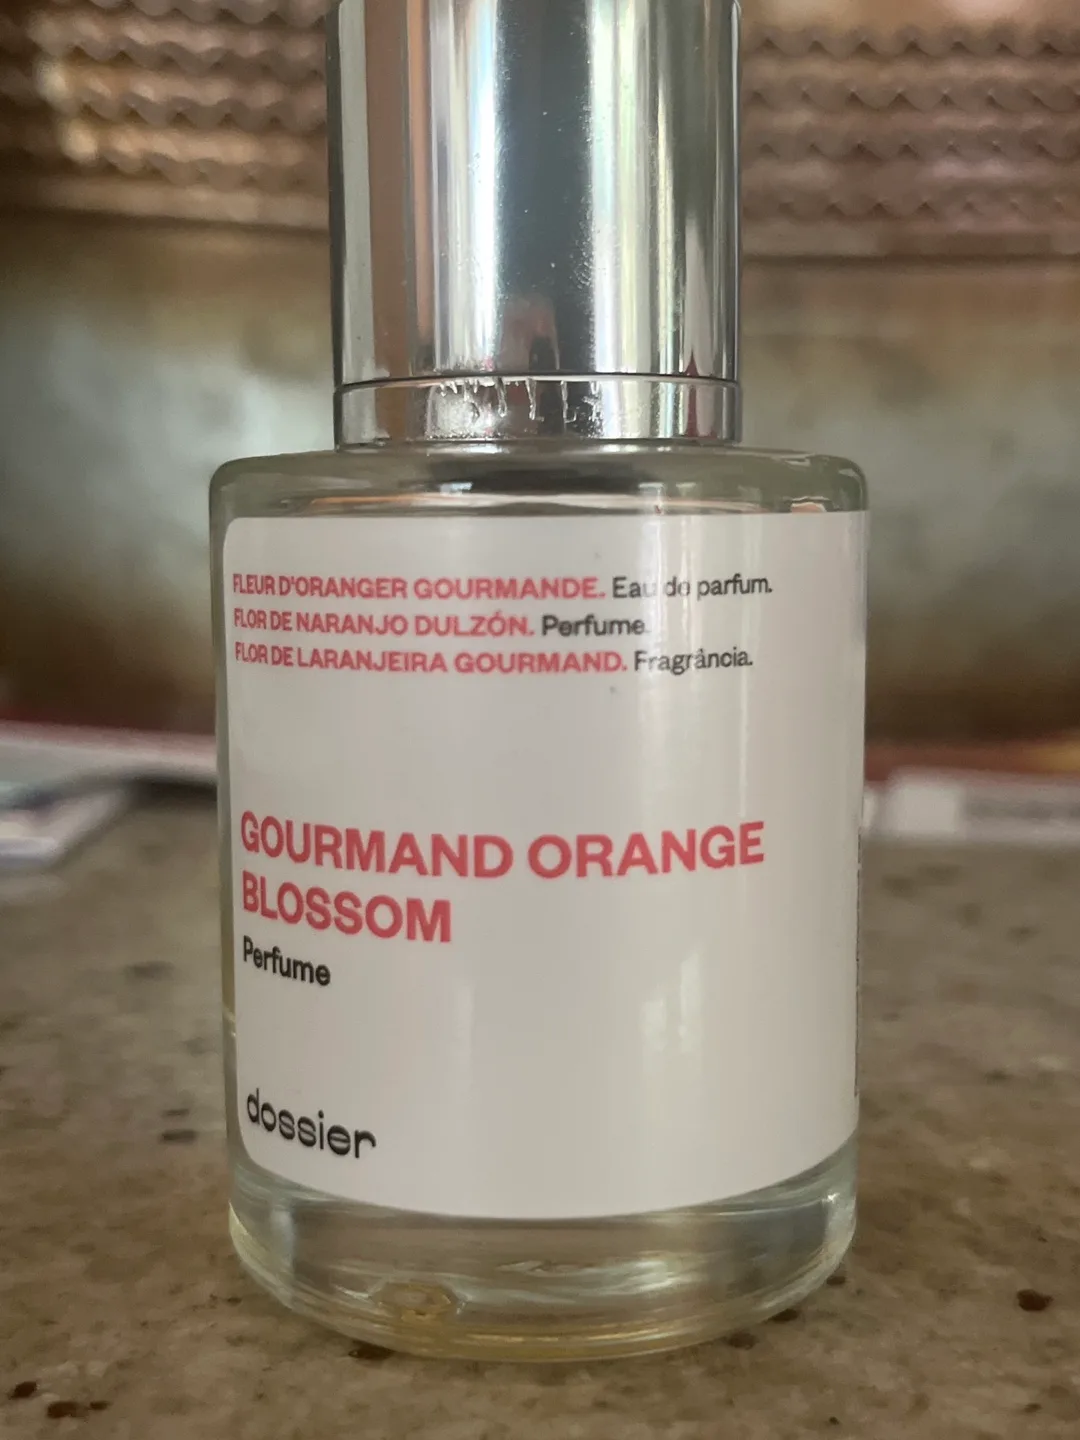 FLEUR D'ORANGER GOURMANDE. Eau de parfum.
FLOR DE NARANJO DULZÓN. Perfume.
FLOR DE LARANJEIRA GOURMAND. Fragrância.
GOURMAND ORANGE
BLOSSOM
Perfume
dossier